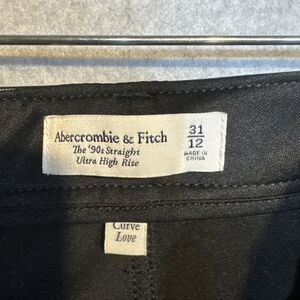 Abercrombie & Fitch
The '90s Straight
Ultra High Rise
31
12
MADE IN
CHINA
Curve
Love